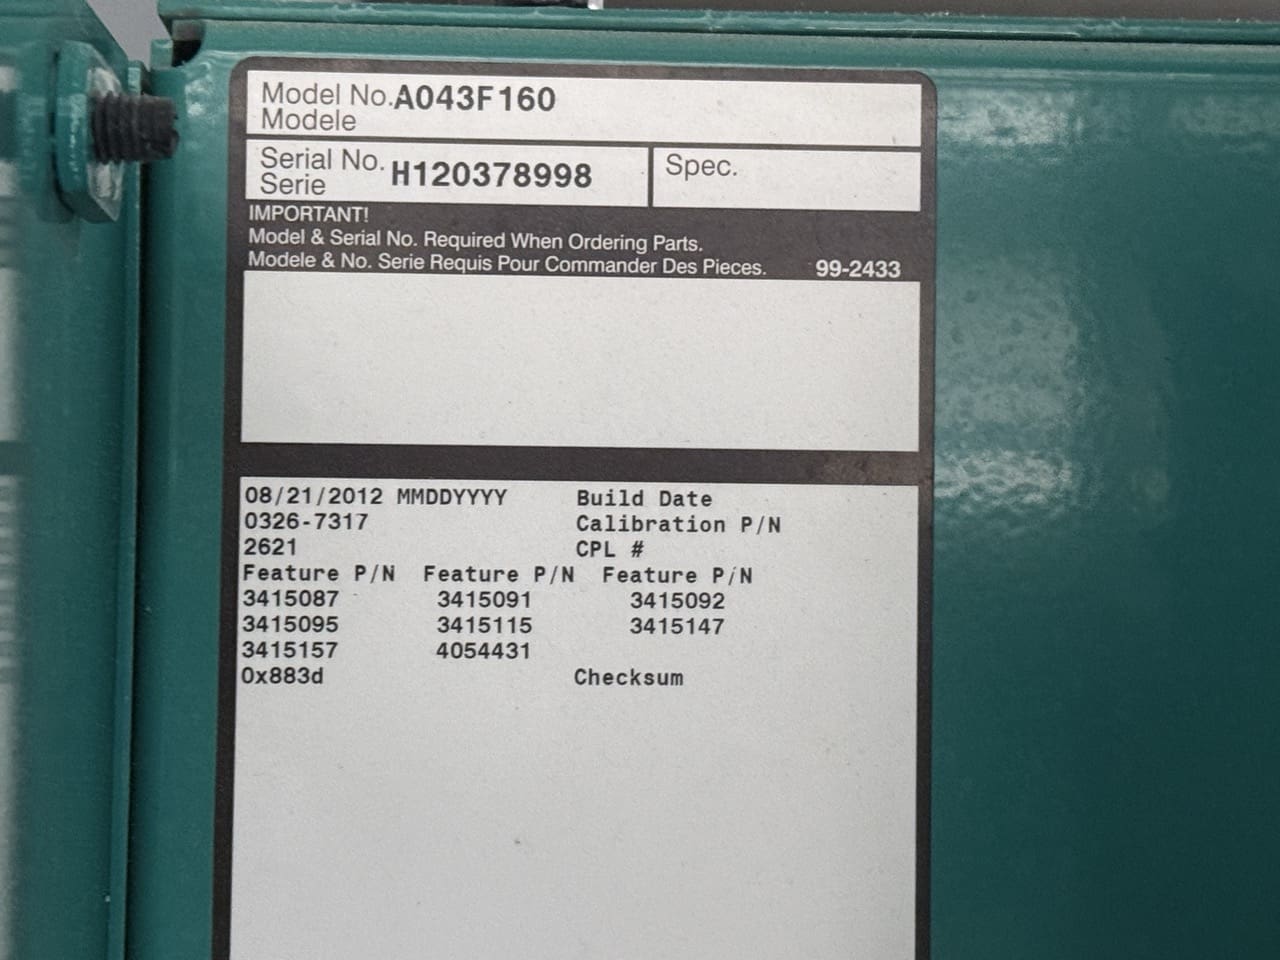 Model No. A043F160
Modele
Serial No. H120378998
Serie
Spec.
IMPORTANT!
Model & Serial No. Required When Ordering Parts.
Modele & No. Serie Requis Pour Commander Des Pieces. 99-2433
08/21/2012 MMDDYYYY Build Date
0326-7317 Calibration P/N
2621 CPL #
Feature P/N Feature P/N Feature P/N
3415087 3415091 3415092
3415095 3415115 3415147
3415157 4054431
0x883d Checksum